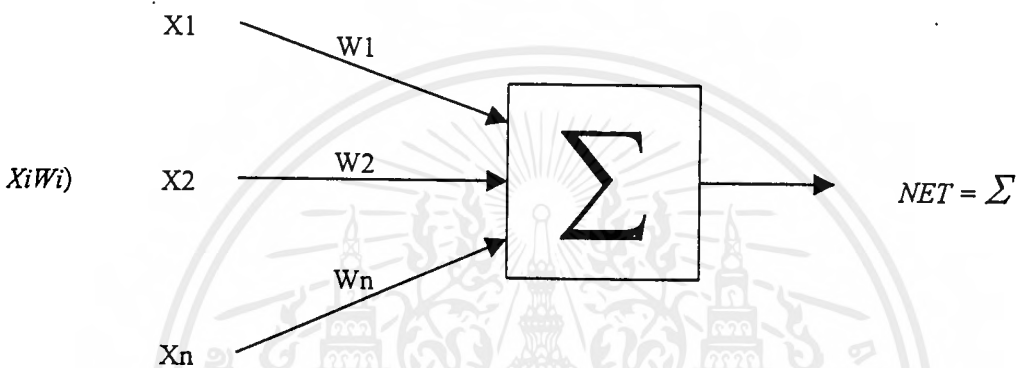 X1
W1
XiWi)
X2
W2
Σ
NET = Σ
Wn
Xn